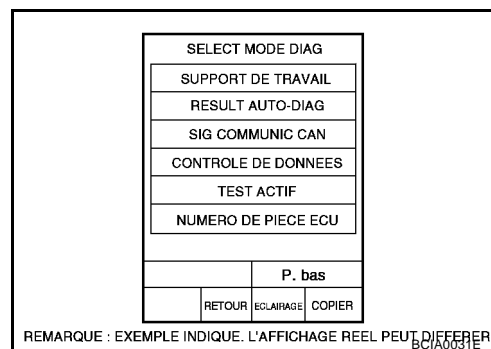 SELECT MODE DIAG
SUPPORT DE TRAVAIL
RESULT AUTO-DIAG
SIG COMMUNIC CAN
CONTROLE DE DONNEES
TEST ACTIF
NUMERO DE PIECE ECU
P. bas
RETOUR ECLAIRAGE COPIER
REMARQUE : EXEMPLE INDIQUE. L'AFFICHAGE REEL PEUT DIFFERER
BCIA0031E